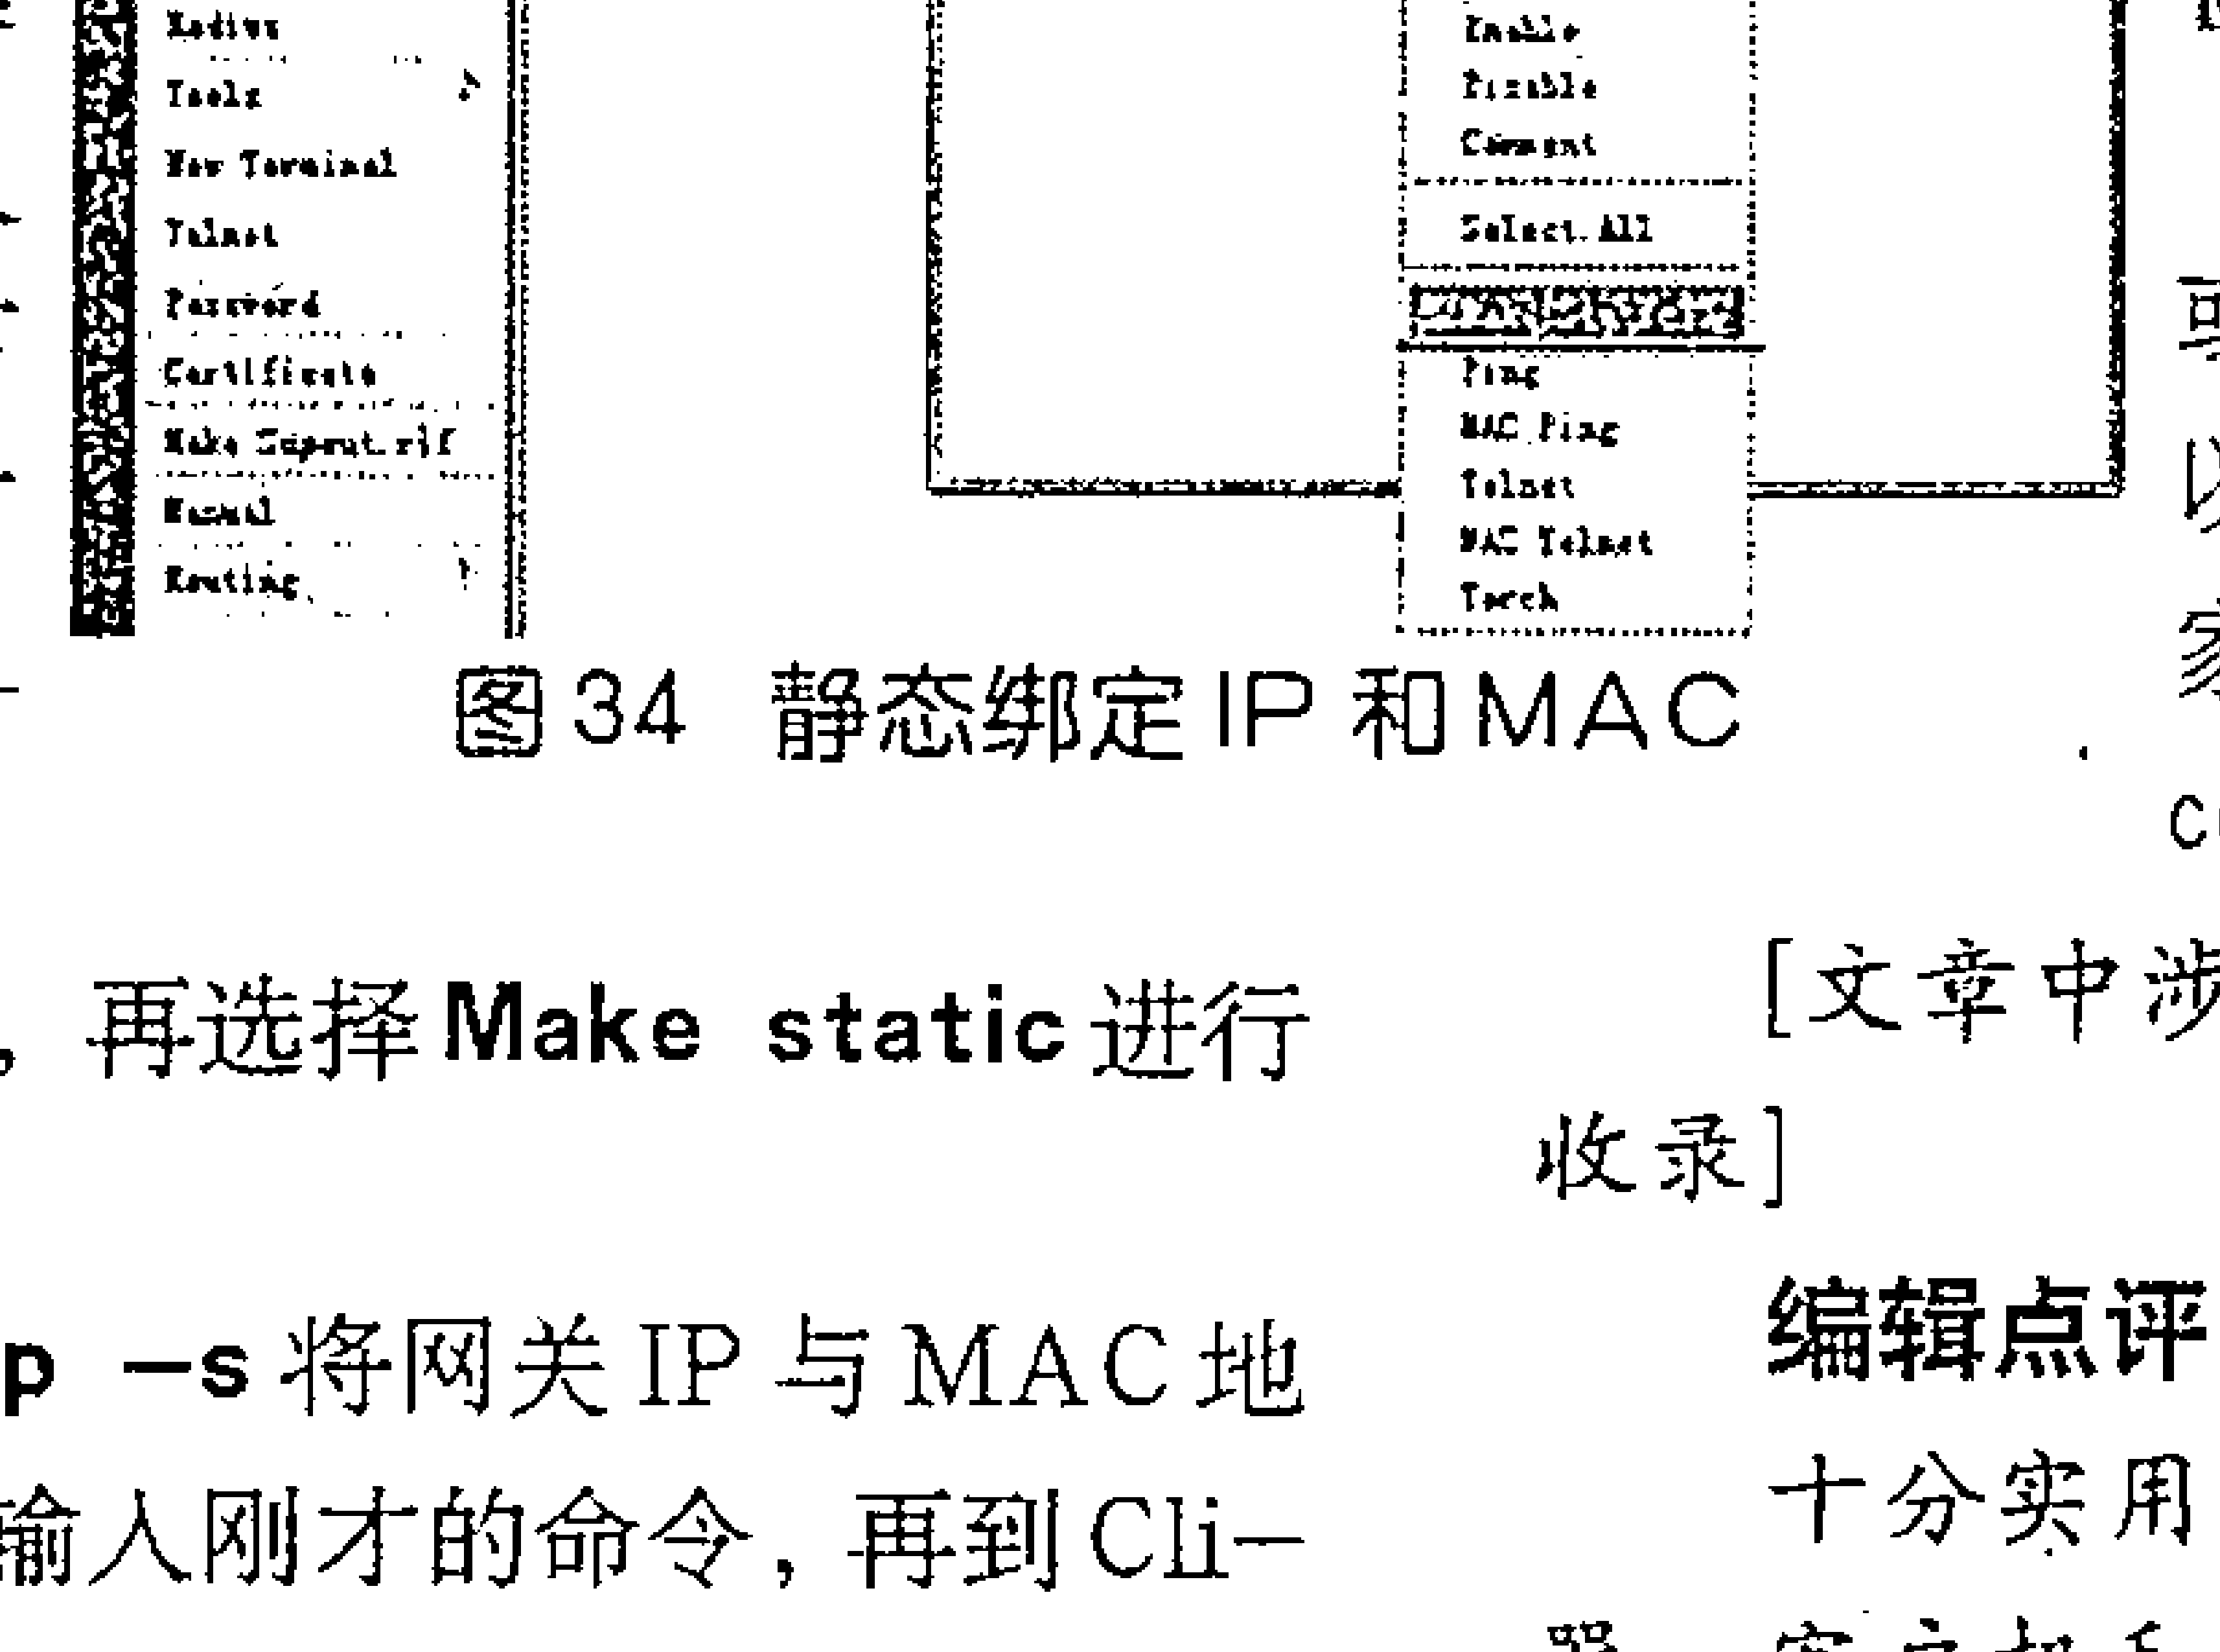 Radius
Tools
New Terminal
Telnet
Password
Certificate
Make Supout.rif
Manual
Routing
Enable
Disable
Comment
Select All
Ping
MAC Ping
Telnet
MAC Telnet
Torch
图34 静态绑定IP和MAC
，再选择Make static进行
p －s将网关IP与MAC地
输入刚才的命令，再到Cli－
[文章中涉
收录]
编辑点评
十分实用